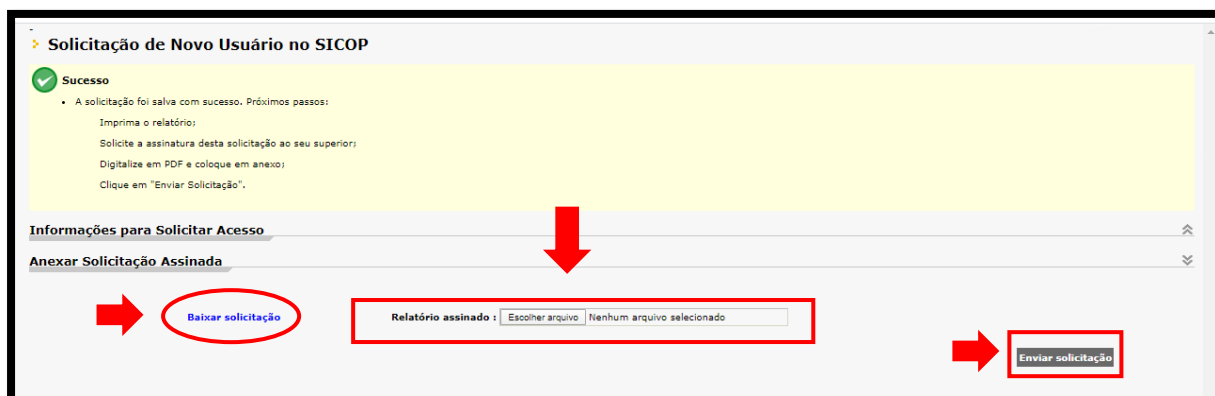 Solicitação de Novo Usuário no SICOP
Sucesso
A solicitação foi salva com sucesso. Próximos passos:
Imprima o relatório;
Solicite a assinatura desta solicitação ao seu superior;
Digitalize em PDF e coloque em anexo;
Clique em "Enviar Solicitação".
Informações para Solicitar Acesso
Anexar Solicitação Assinada
Baixar solicitação
Relatório assinado : Escolher arquivo Nenhum arquivo selecionado
Enviar solicitação